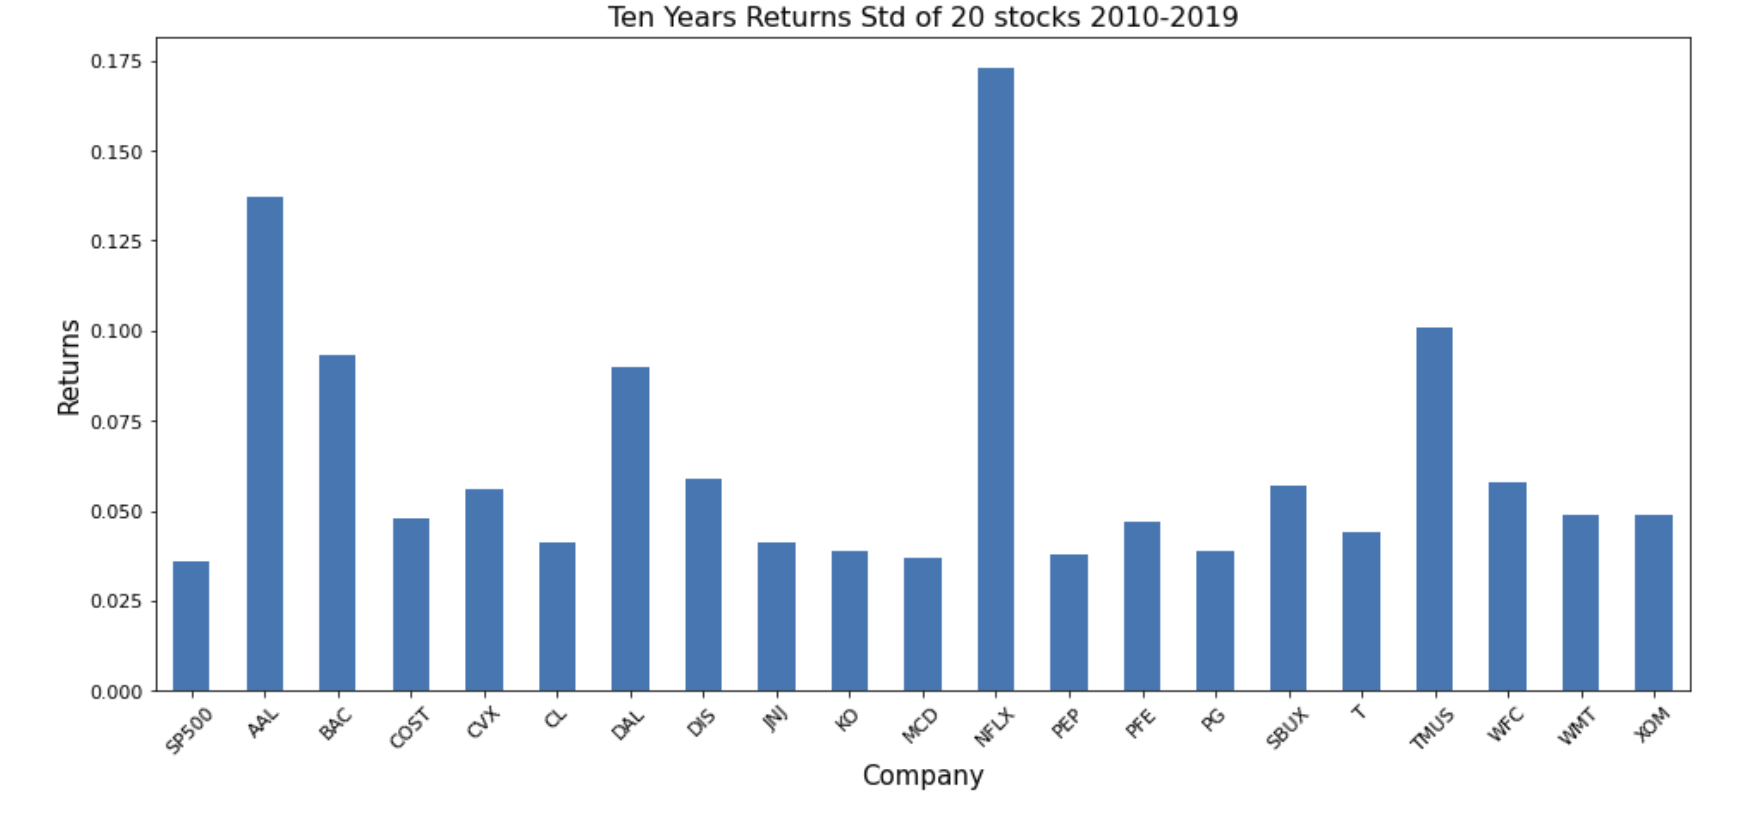 Ten Years Returns Std of 20 stocks 2010-2019
0.175
0.150
0.125
0.100
0.075
0.050
0.025
0.000
Returns
SP500 AAL BAC COST CVX CL DAL DIS JNJ KO MCD NFLX PEP PFE PG SBUX T TMUS WFC WMT XOM
Company